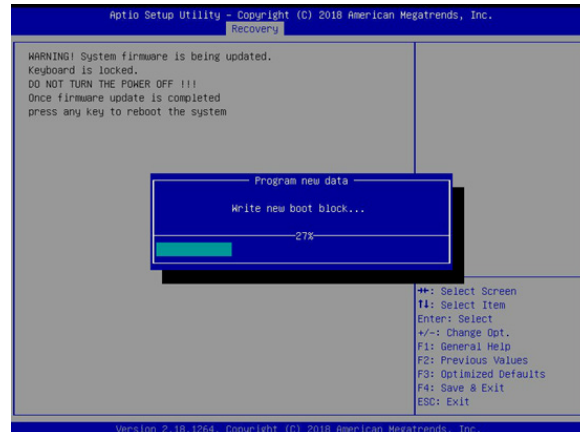 Aptio Setup Utility – Copyright (C) 2018 American Megatrends, Inc.
Recovery
WARNING! System firmware is being updated.
Keyboard is locked.
DO NOT TURN THE POWER OFF !!!
Once firmware update is completed
press any key to reboot the system
Program new data
Write new boot block...
27%
→←: Select Screen
↑↓: Select Item
Enter: Select
+/-: Change Opt.
F1: General Help
F2: Previous Values
F3: Optimized Defaults
F4: Save & Exit
ESC: Exit
Version 2.18.1264. Copyright (C) 2018 American Megatrends, Inc.